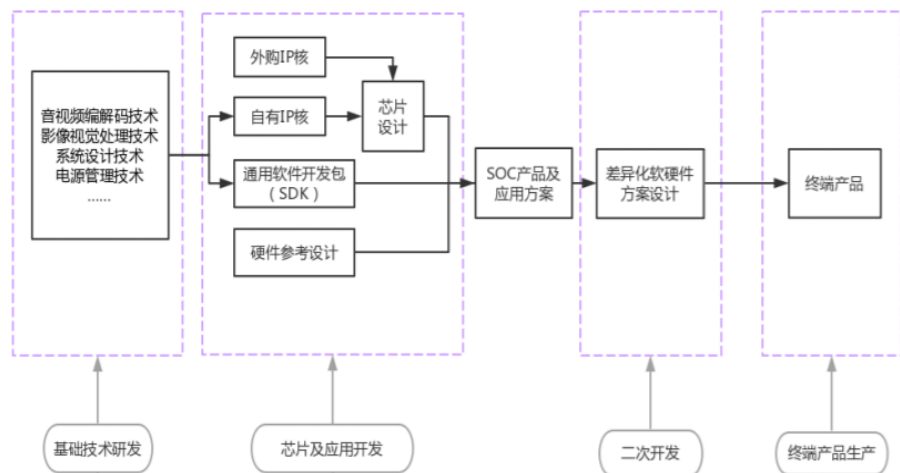 音视频编解码技术
影像视觉处理技术
系统设计技术
电源管理技术
......
外购IP核
自有IP核
芯片
设计
通用软件开发包
（SDK）
硬件参考设计
SOC产品及
应用方案
差异化软硬件
方案设计
终端产品
基础技术研发
芯片及应用开发
二次开发
终端产品生产